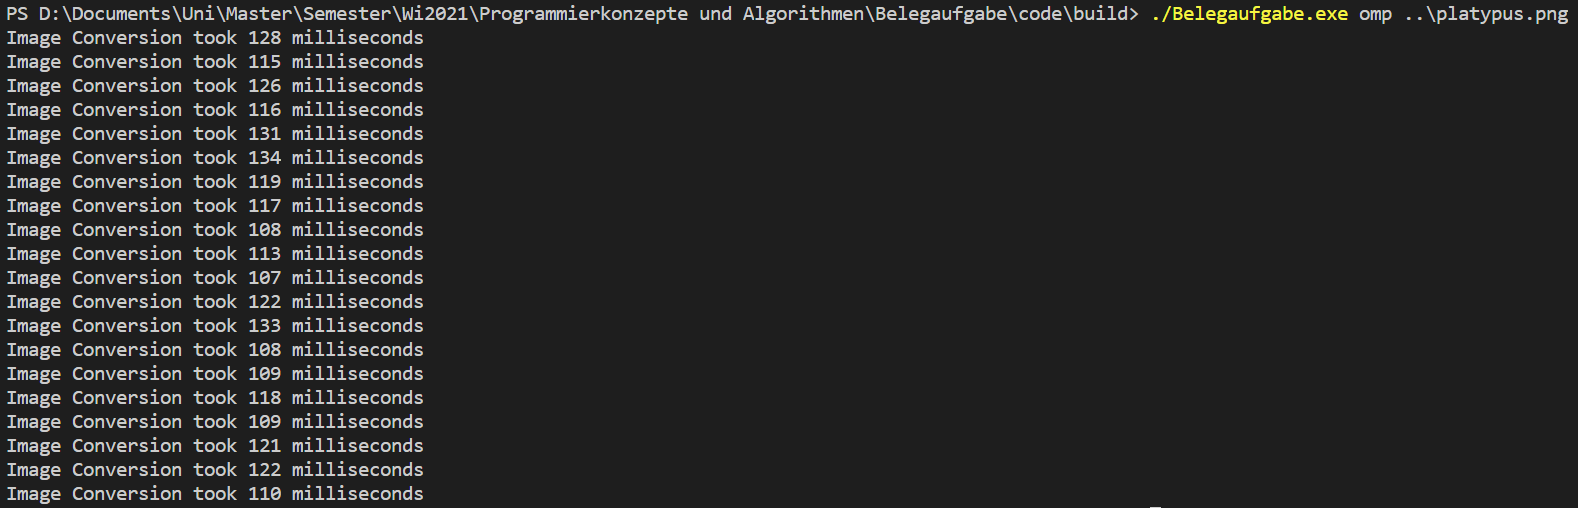 PS D:\Documents\Uni\Master\Semester\Wi2021\Programmierkonzepte und Algorithmen\Belegaufgabe\code\build> ./Belegaufgabe.exe omp ..\platypus.png
Image Conversion took 128 milliseconds
Image Conversion took 115 milliseconds
Image Conversion took 126 milliseconds
Image Conversion took 116 milliseconds
Image Conversion took 131 milliseconds
Image Conversion took 134 milliseconds
Image Conversion took 119 milliseconds
Image Conversion took 117 milliseconds
Image Conversion took 108 milliseconds
Image Conversion took 113 milliseconds
Image Conversion took 107 milliseconds
Image Conversion took 122 milliseconds
Image Conversion took 133 milliseconds
Image Conversion took 108 milliseconds
Image Conversion took 109 milliseconds
Image Conversion took 118 milliseconds
Image Conversion took 109 milliseconds
Image Conversion took 121 milliseconds
Image Conversion took 122 milliseconds
Image Conversion took 110 milliseconds